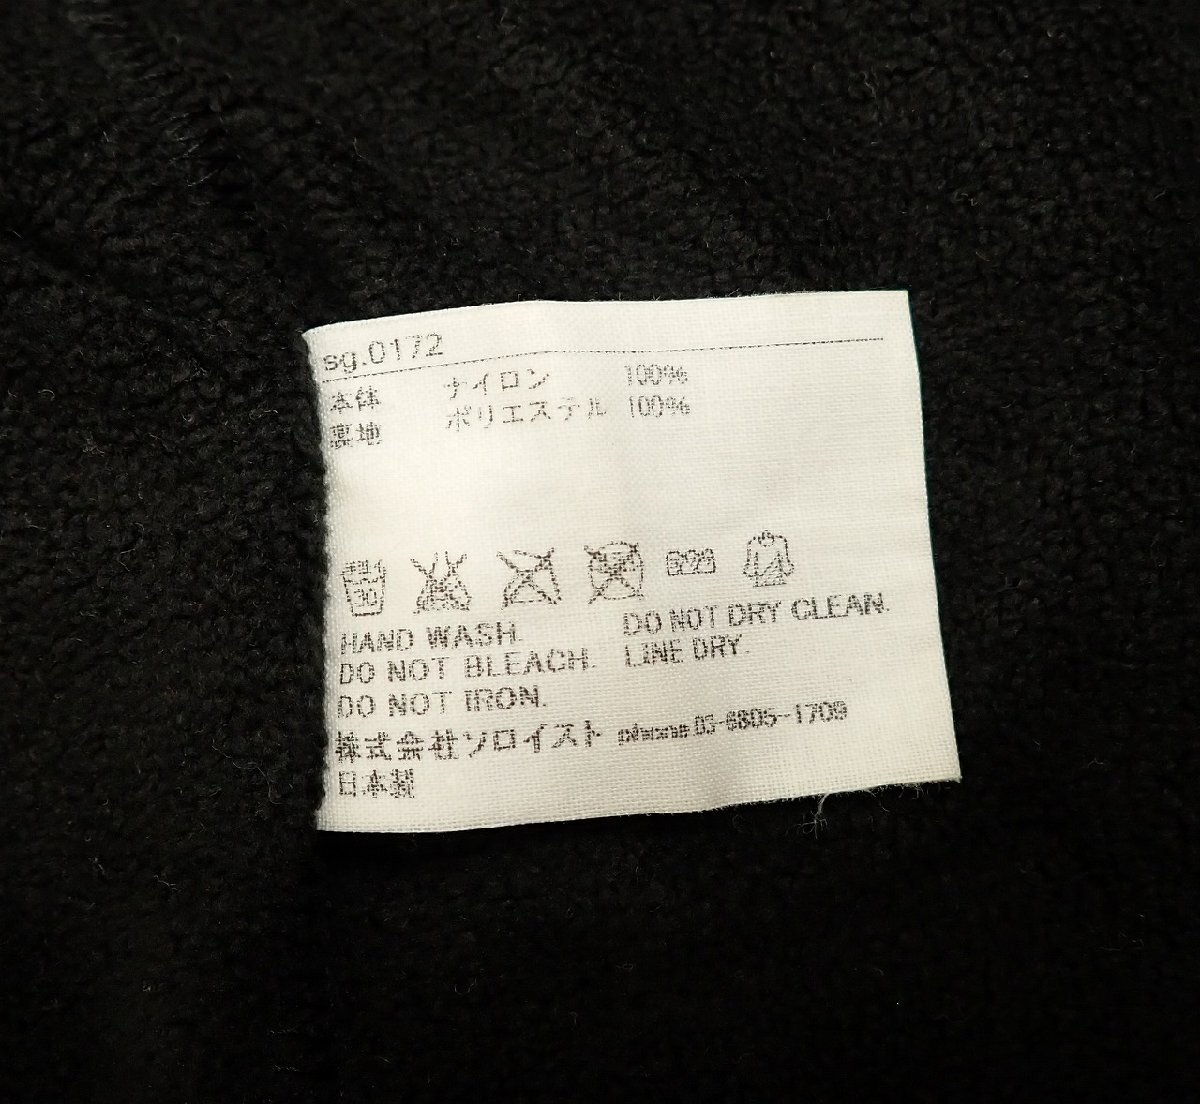 sg.0172
本体 ナイロン 100%
裏地 ポリエステル 100%
30
HAND WASH. DO NOT DRY CLEAN.
DO NOT BLEACH. LINE DRY.
DO NOT IRON.
株式会社ソロイスト phone.03-6805-1709
日本製